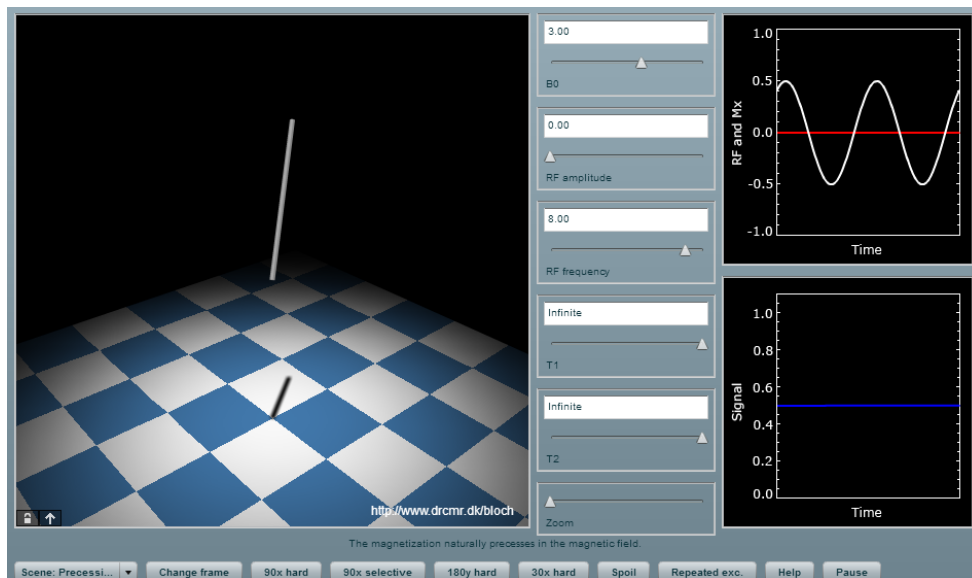 3.00
B0
0.00
RF amplitude
8.00
RF frequency
Infinite
T1
Infinite
T2
Zoom
1.0
0.5
0.0
-0.5
-1.0
RF and Mx
Time
1.0
0.8
0.6
0.4
0.2
0.0
Signal
Time
http://www.drcmr.dk/bloch
The magnetization naturally precesses in the magnetic field.
Scene: Precessi... Change frame 90x hard 90x selective 180y hard 30x hard Spoil Repeated exc. Help Pause